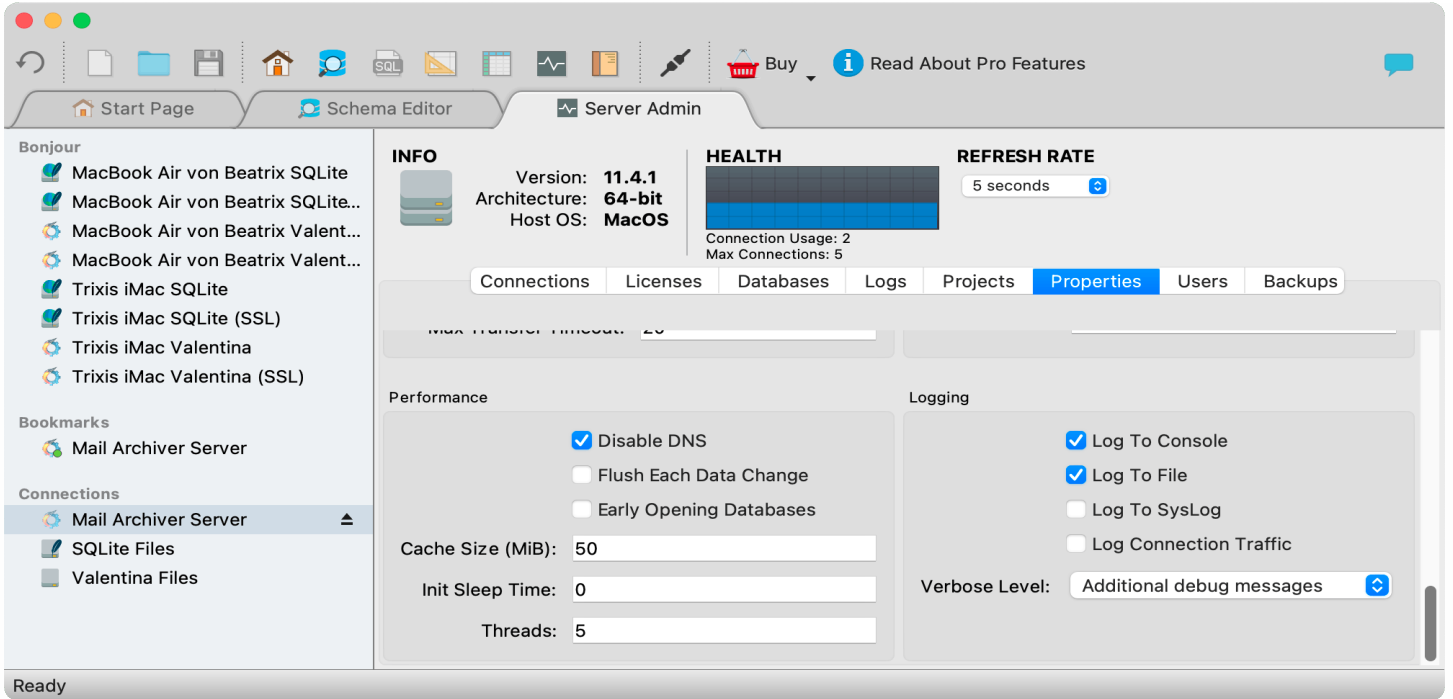 SQL
Buy
Read About Pro Features
Start Page
Schema Editor
Server Admin
Bonjour
MacBook Air von Beatrix SQLite
MacBook Air von Beatrix SQLite...
MacBook Air von Beatrix Valent...
MacBook Air von Beatrix Valent...
Trixis iMac SQLite
Trixis iMac SQLite (SSL)
Trixis iMac Valentina
Trixis iMac Valentina (SSL)
Bookmarks
Mail Archiver Server
Connections
Mail Archiver Server
SQLite Files
Valentina Files
INFO
Version: 11.4.1
Architecture: 64-bit
Host OS: MacOS
HEALTH
Connection Usage: 2
Max Connections: 5
REFRESH RATE
5 seconds
Connections Licenses Databases Logs Projects Properties Users Backups
Max Transfer Timeout: 20
Performance
Disable DNS
Flush Each Data Change
Early Opening Databases
Cache Size (MiB): 50
Init Sleep Time: 0
Threads: 5
Logging
Log To Console
Log To File
Log To SysLog
Log Connection Traffic
Verbose Level: Additional debug messages
Ready